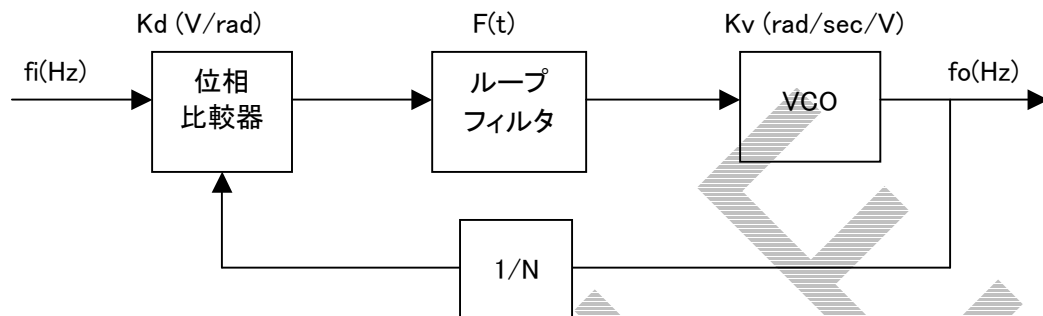 Kd (V/rad)
F(t)
Kv (rad/sec/V)
fi(Hz)
位相
比較器
ループ
フィルタ
VCO
fo(Hz)
1/N